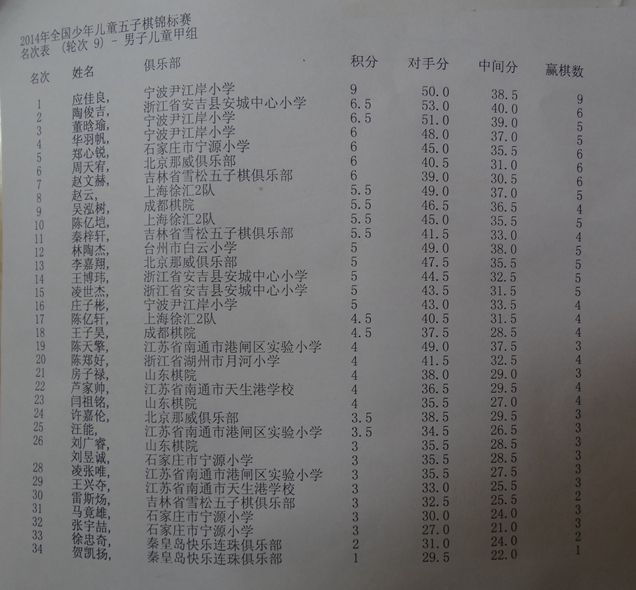 2014年全国少年儿童五子棋锦标赛
名次表 (轮次 9) - 男子儿童甲组
名次 姓名 俱乐部 积分 对手分 中间分 赢棋数
1 应佳良, 宁波尹江岸小学 9 50.0 38.5 9
2 陶俊吉, 浙江省安吉县安城中心小学 6.5 53.0 40.0 6
3 董晗瑜, 宁波尹江岸小学 6.5 51.0 39.0 5
4 华羽帆, 宁波尹江岸小学 6 48.0 37.0 6
5 郑心锐, 石家庄市宁源小学 6 45.0 35.5 6
6 周天宥, 北京那威俱乐部 6 40.5 31.0 6
7 赵文赫, 吉林省雪松五子棋俱乐部 6 39.0 30.5 6
8 赵云, 上海徐汇2队 5.5 49.0 37.0 5
9 吴泓树, 成都棋院 5.5 46.5 36.5 4
10 陈亿垲, 上海徐汇2队 5.5 45.0 35.5 5
11 秦梓轩, 吉林省雪松五子棋俱乐部 5.5 41.5 33.0 4
12 林陶杰, 台州市白云小学 5 49.0 38.0 5
13 李嘉翔, 北京那威俱乐部 5 47.5 35.5 5
14 王博玮, 浙江省安吉县安城中心小学 5 44.5 32.5 5
15 凌世杰, 浙江省安吉县安城中心小学 5 43.5 31.5 5
16 庄子彬, 宁波尹江岸小学 5 43.0 33.5 4
17 陈亿轩, 上海徐汇2队 4.5 40.5 31.5 4
18 王子昊, 成都棋院 4.5 37.5 28.5 4
19 陈天擎, 江苏省南通市港闸区实验小学 4 49.0 37.5 3
20 陈郑好, 浙江省湖州市月河小学 4 41.5 32.5 4
21 房子禄, 山东棋院 4 38.0 29.0 3
22 芦家帅, 江苏省南通市天生港学校 4 36.5 29.5 4
23 闫祖铭, 山东棋院 4 35.5 27.0 4
24 许嘉伦, 北京那威俱乐部 3.5 38.5 29.5 3
25 汪能, 江苏省南通市港闸区实验小学 3.5 34.5 26.5 3
26 刘广睿, 山东棋院 3 35.5 28.5 3
刘昱诚, 石家庄市宁源小学 3 35.5 28.5 3
28 凌张唯, 江苏省南通市港闸区实验小学 3 35.5 27.5 3
29 王兴夺, 江苏省南通市天生港学校 3 33.0 25.5 3
30 雷斯炀, 吉林省雪松五子棋俱乐部 3 32.5 25.5 2
31 马竟雄, 石家庄市宁源小学 3 30.0 24.0 3
32 张宇喆, 石家庄市宁源小学 3 27.0 21.0 3
33 徐忠奇, 秦皇岛快乐连珠俱乐部 2 31.0 24.0 2
34 贺凯扬, 秦皇岛快乐连珠俱乐部 1 29.5 22.0 1